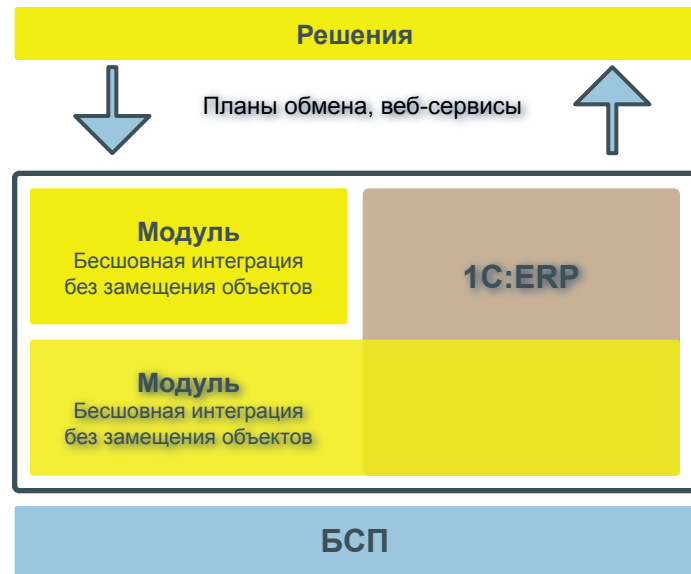 Решения
Планы обмена, веб-сервисы
Модуль
Бесшовная интеграция
без замещения объектов
1С:ERP
Модуль
Бесшовная интеграция
без замещения объектов
БСП